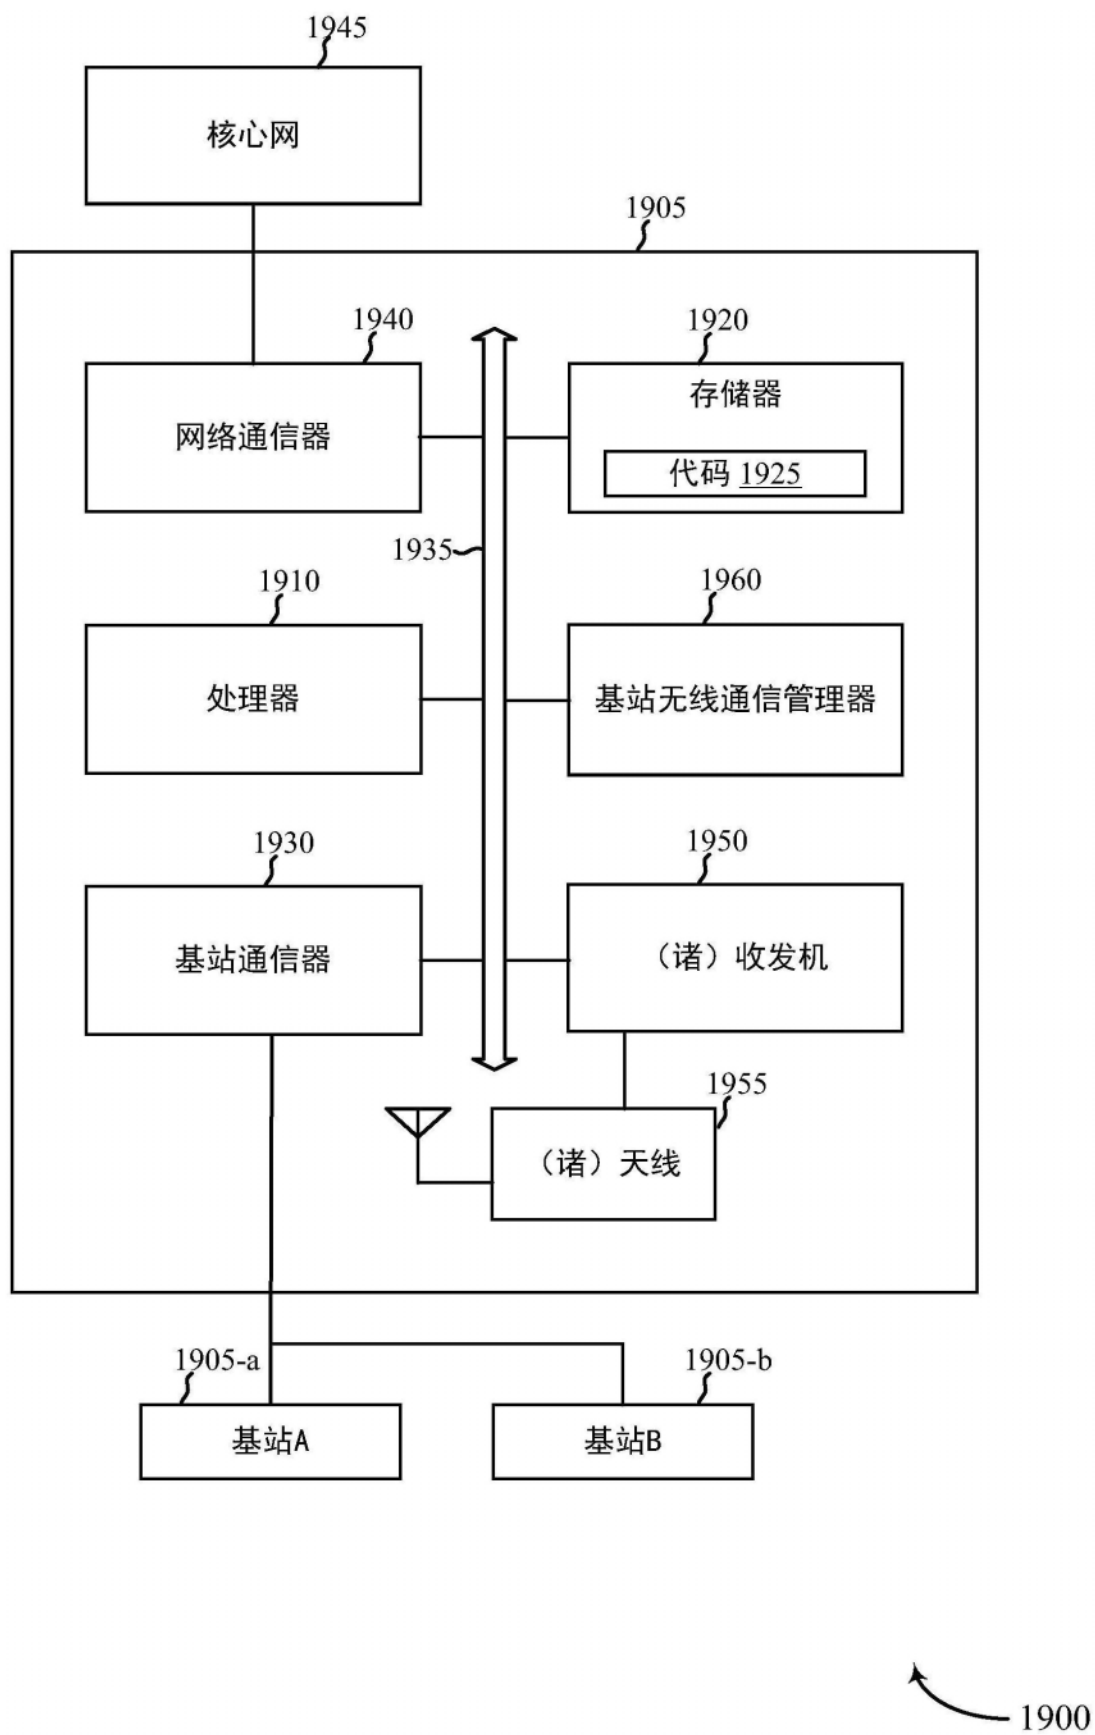 1945
核心网
1905
1940
1920
网络通信器
存储器
代码 1925
1935
1910
1960
处理器
基站无线通信管理器
1930
1950
基站通信器
（诸）收发机
1955
（诸）天线
1905-a
1905-b
基站A
基站B
1900